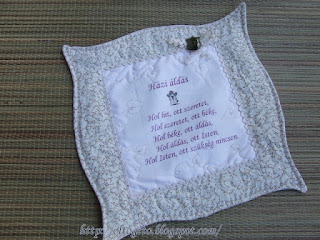 Házi áldás
Hol hit, ott szeretet,
Hol szeretet, ott béke,
Hol béke, ott áldás,
Hol áldás, ott Isten,
Hol Isten, ott szükség nincsen.